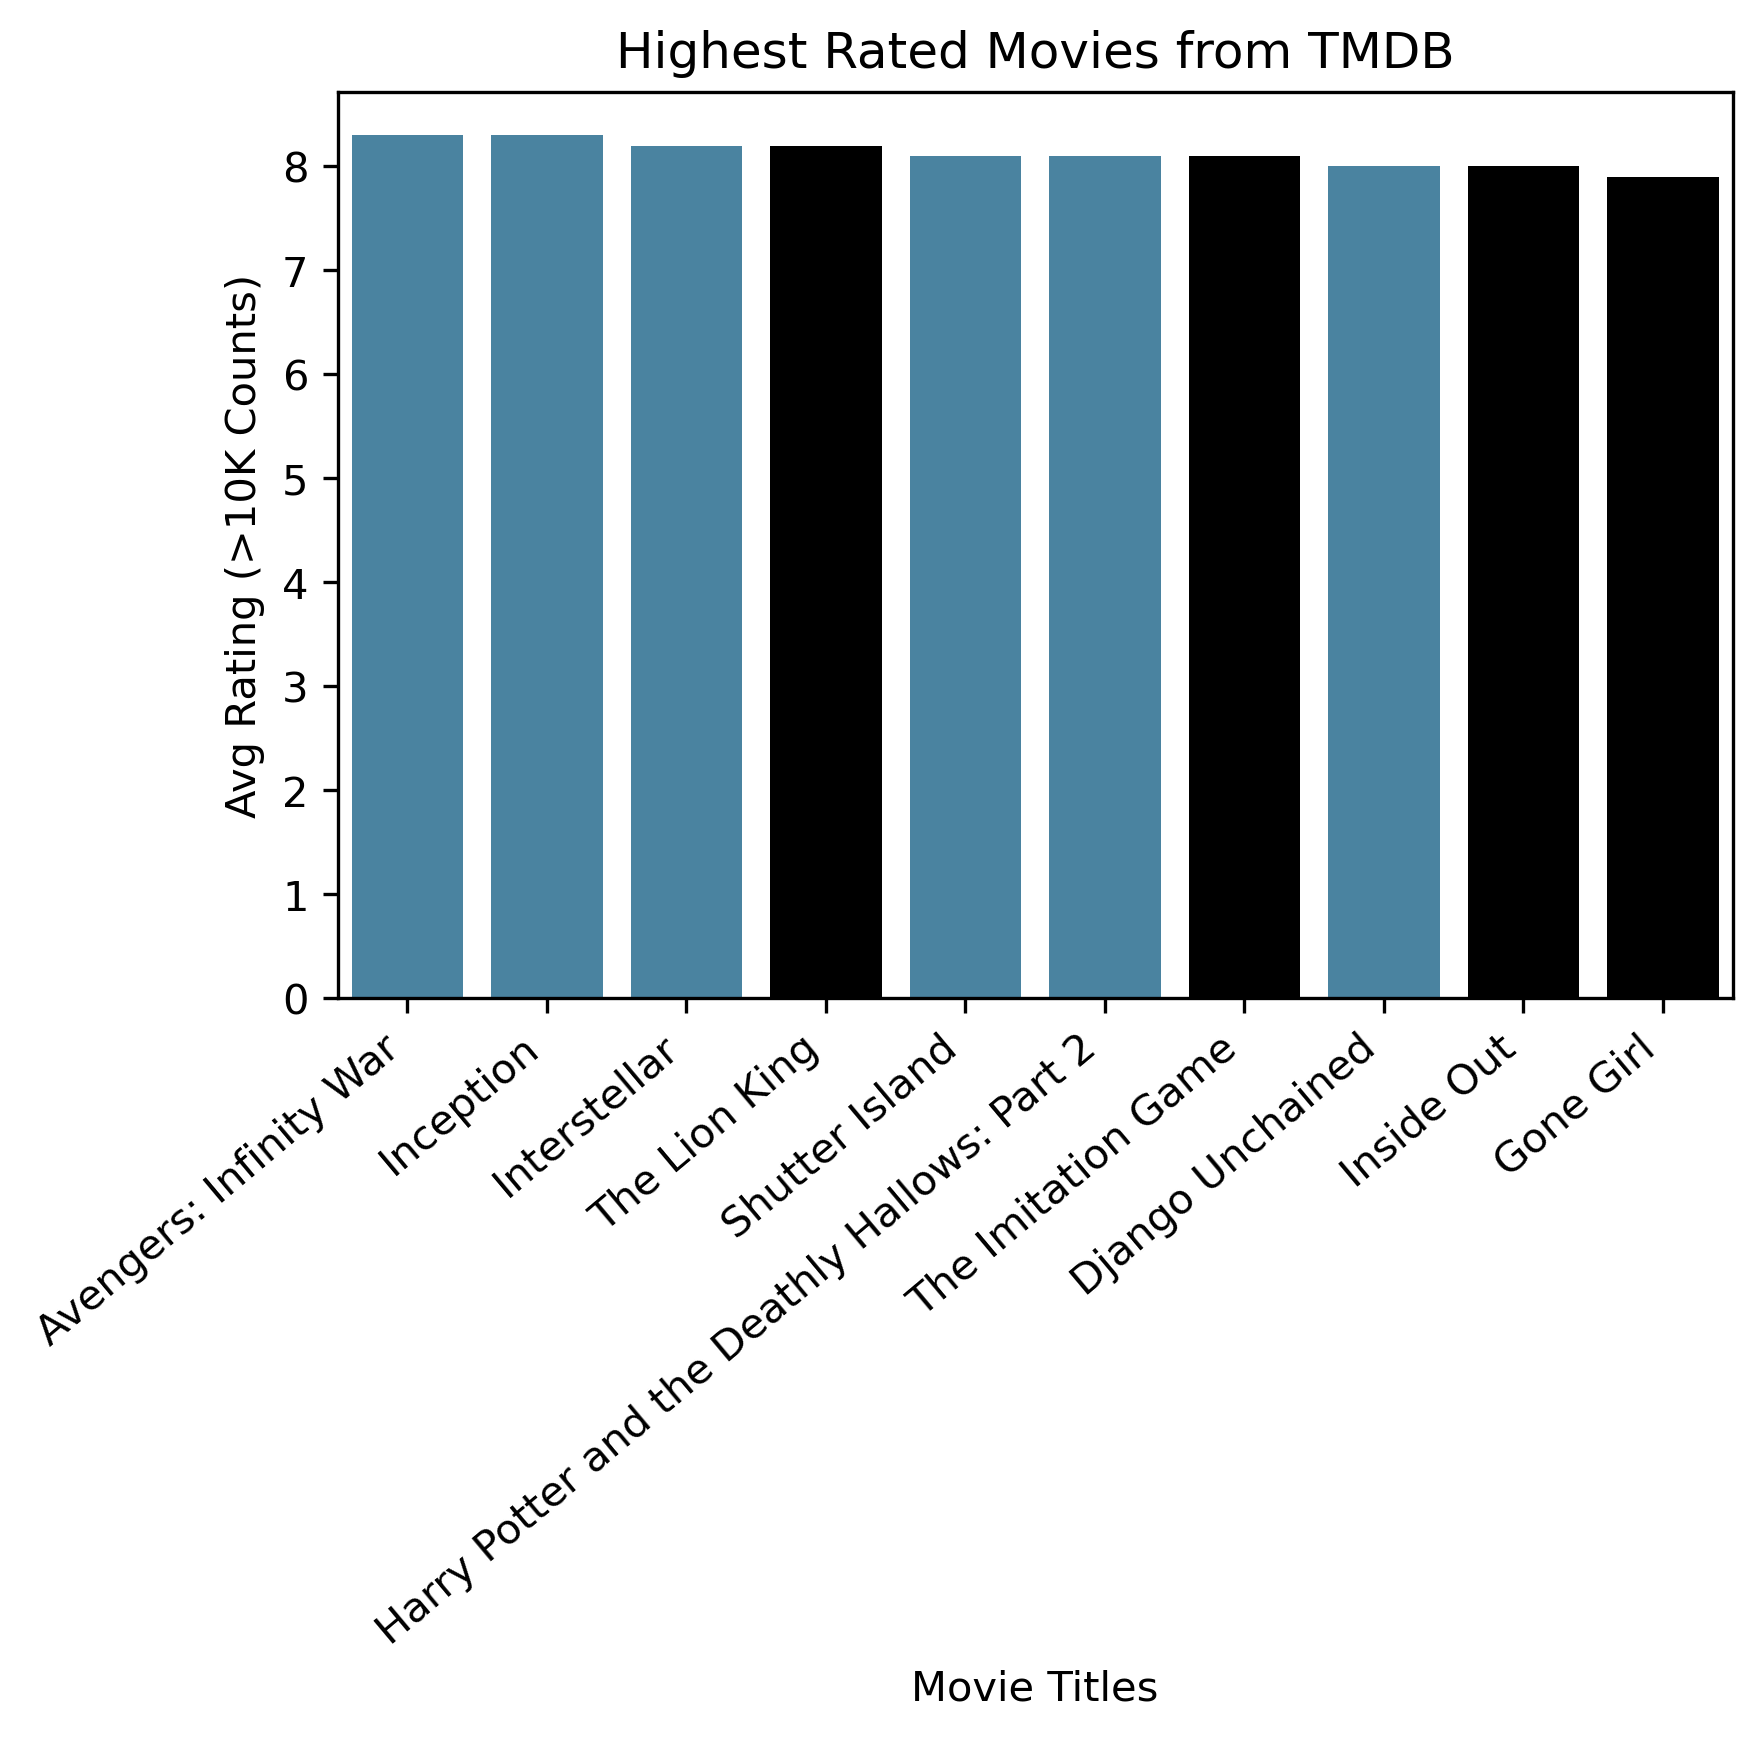 Highest Rated Movies from TMDB
Avg Rating (>10K Counts)
8
7
6
5
4
3
2
1
0
Avengers: Infinity War
Inception
Interstellar
The Lion King
Shutter Island
Harry Potter and the Deathly Hallows: Part 2
The Imitation Game
Django Unchained
Inside Out
Gone Girl
Movie Titles